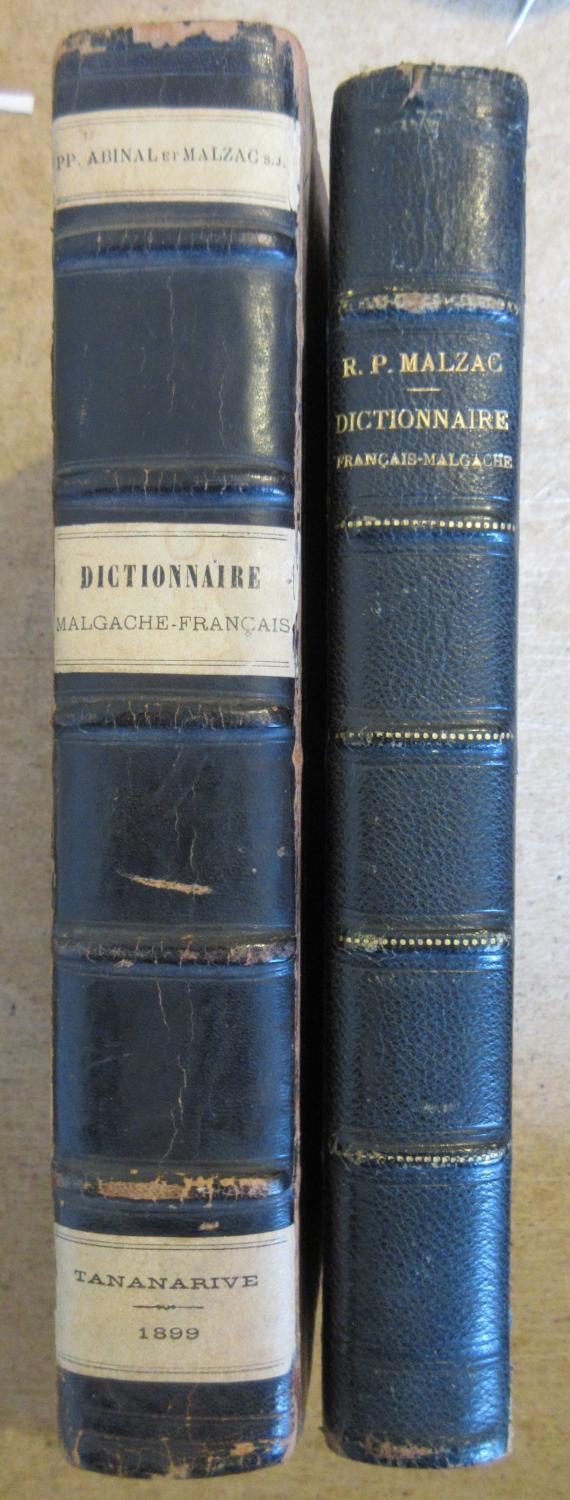 PP. ABINAL ET MALZAC S.J.
DICTIONNAIRE
MALGACHE-FRANÇAIS
TANANARIVE
1899
R. P. MALZAC
DICTIONNAIRE
FRANÇAIS-MALGACHE